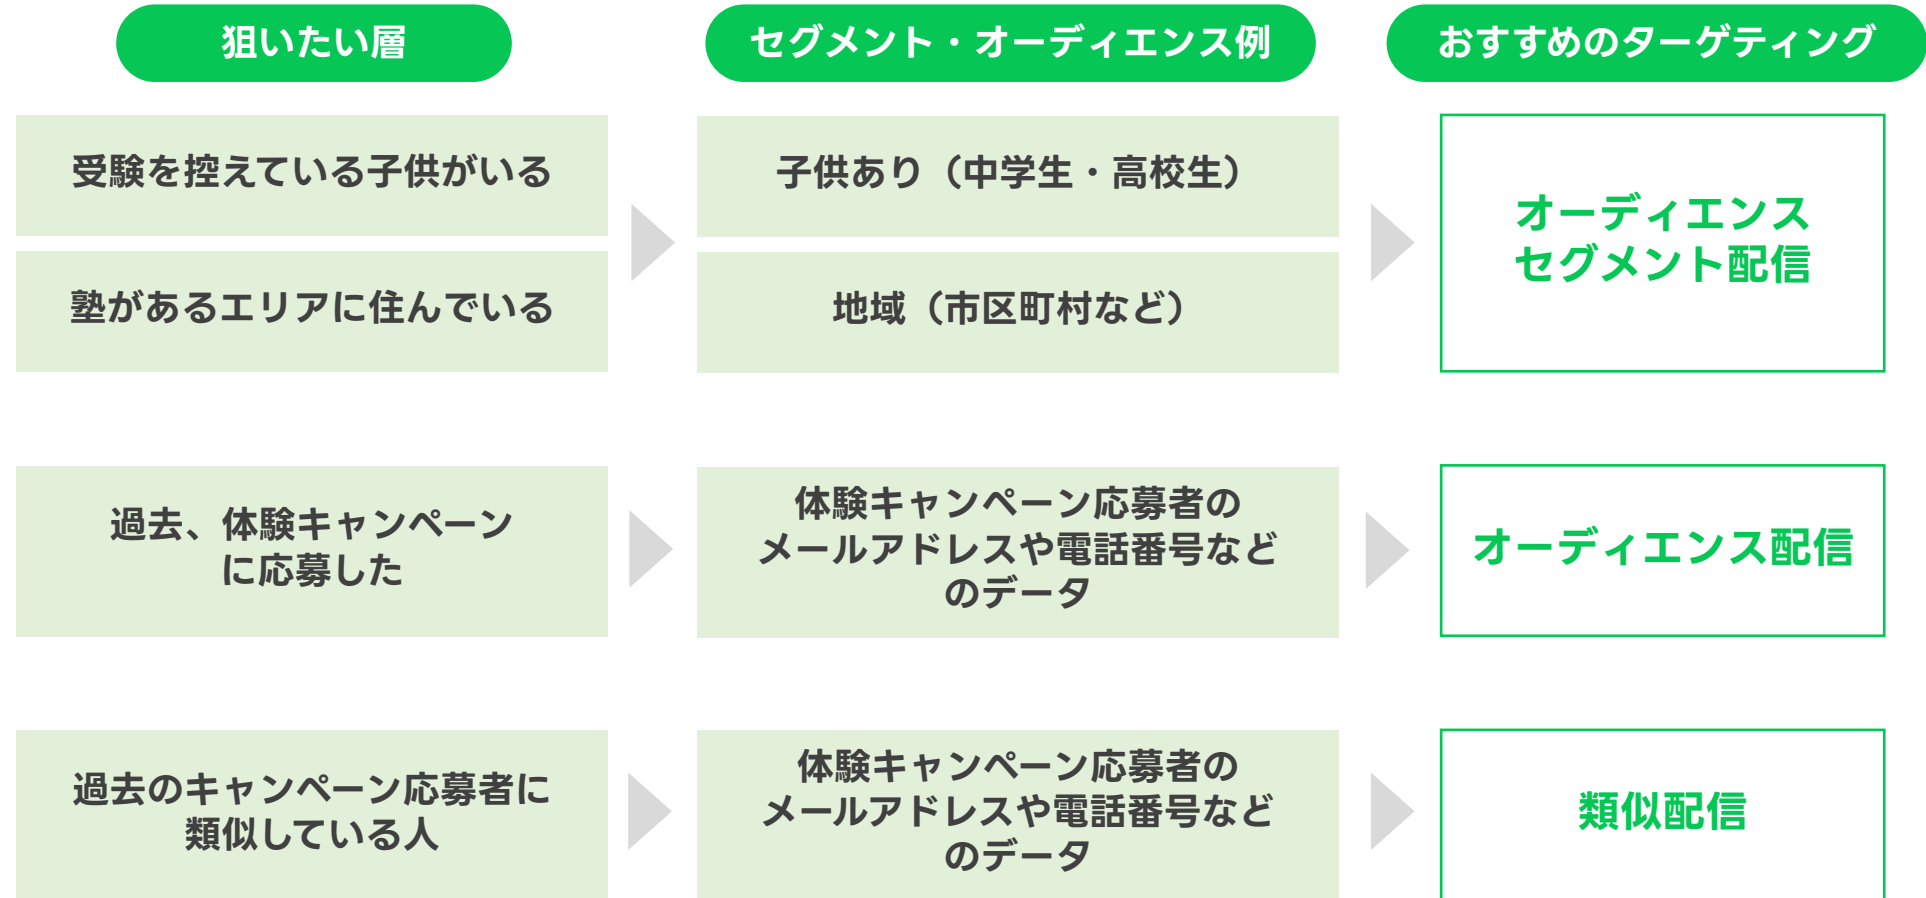 狙いたい層
セグメント・オーディエンス例
おすすめのターゲティング
受験を控えている子供がいる
子供あり（中学生・高校生）
塾があるエリアに住んでいる
地域（市区町村など）
オーディエンス
セグメント配信
過去、体験キャンペーン
に応募した
体験キャンペーン応募者の
メールアドレスや電話番号など
のデータ
オーディエンス配信
過去のキャンペーン応募者に
類似している人
体験キャンペーン応募者の
メールアドレスや電話番号など
のデータ
類似配信